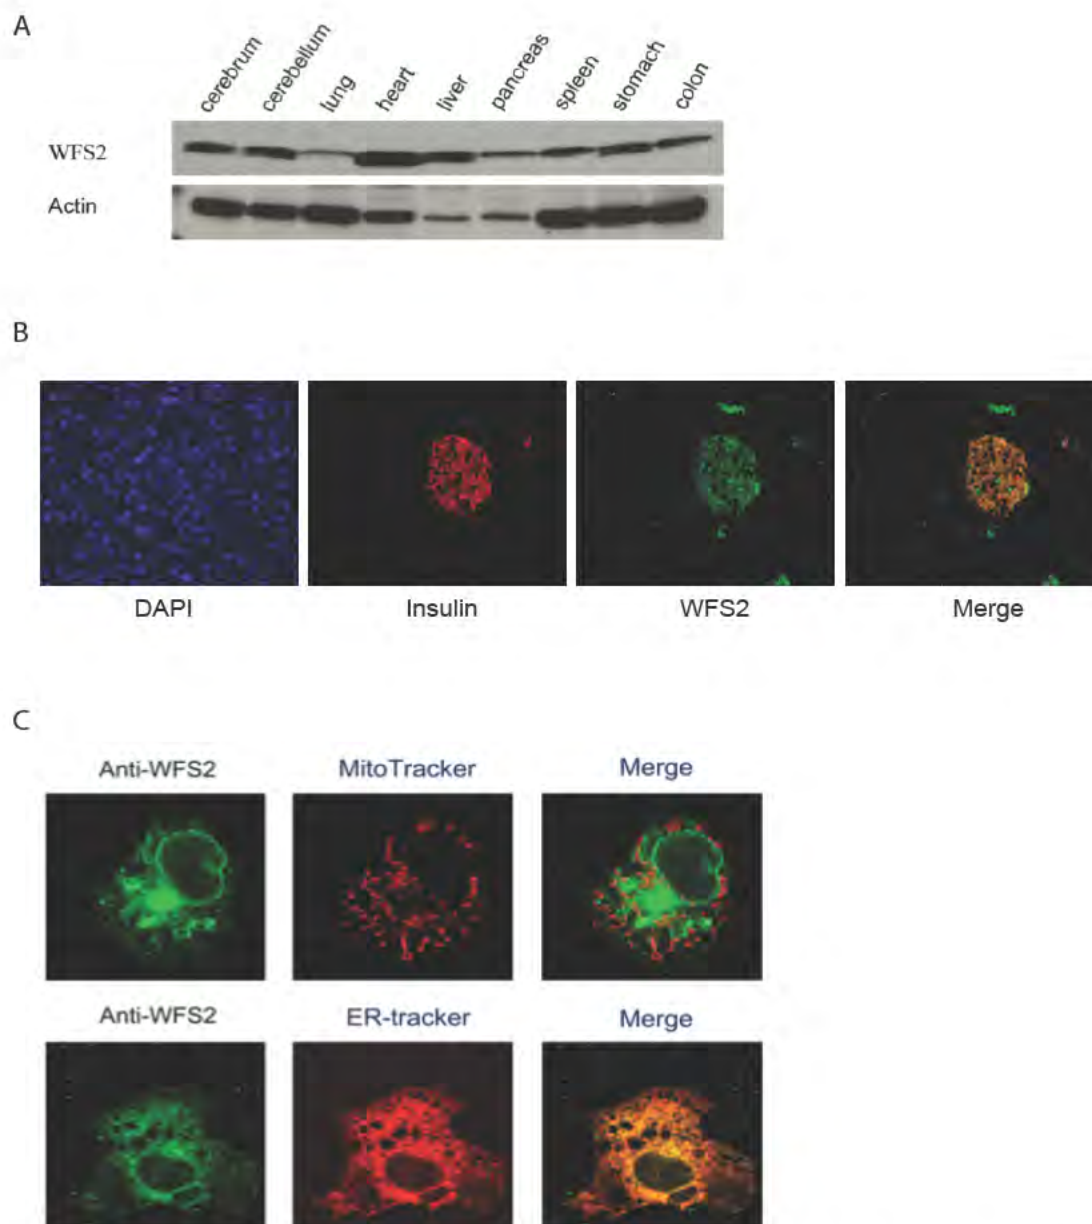 A
cerebrum cerebellum lung heart liver pancreas spleen stomach colon
WFS2
Actin
B
DAPI Insulin WFS2 Merge
C
Anti-WFS2 MitoTracker Merge
Anti-WFS2 ER-tracker Merge